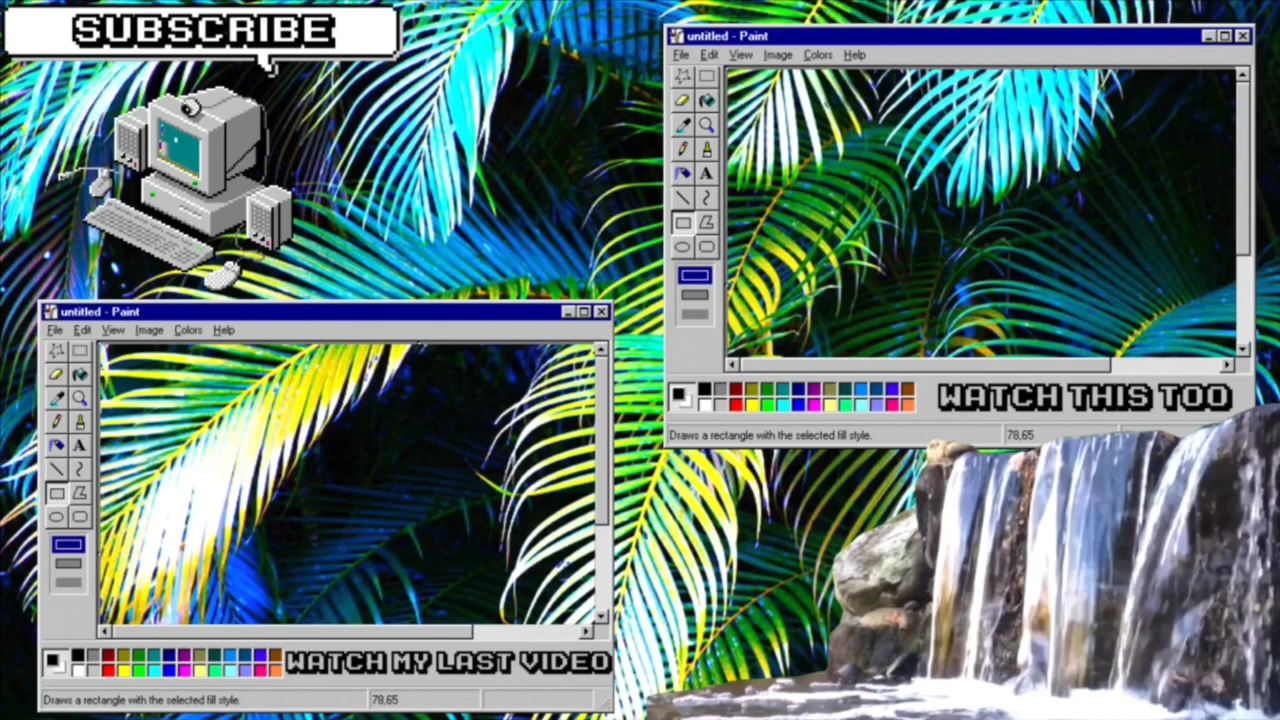 SUBSCRIBE
untitled - Paint
File Edit View Image Colors Help
A
WATCH THIS TOO
Draws a rectangle with the selected fill style.
78,65
untitled - Paint
File Edit View Image Colors Help
A
WATCH MY LAST VIDEO
Draws a rectangle with the selected fill style.
78,65